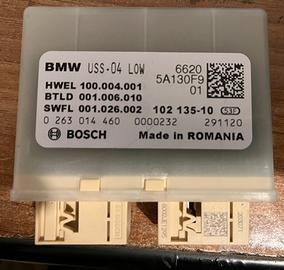 BMW USS-04 LOW 6620
5A130F9
01
HWEL 100.004.001
BTLD 001.006.010
SWFL 001.026.002 102 135-10
0 263 014 460 0000232 291120
BOSCH Made in ROMANIA